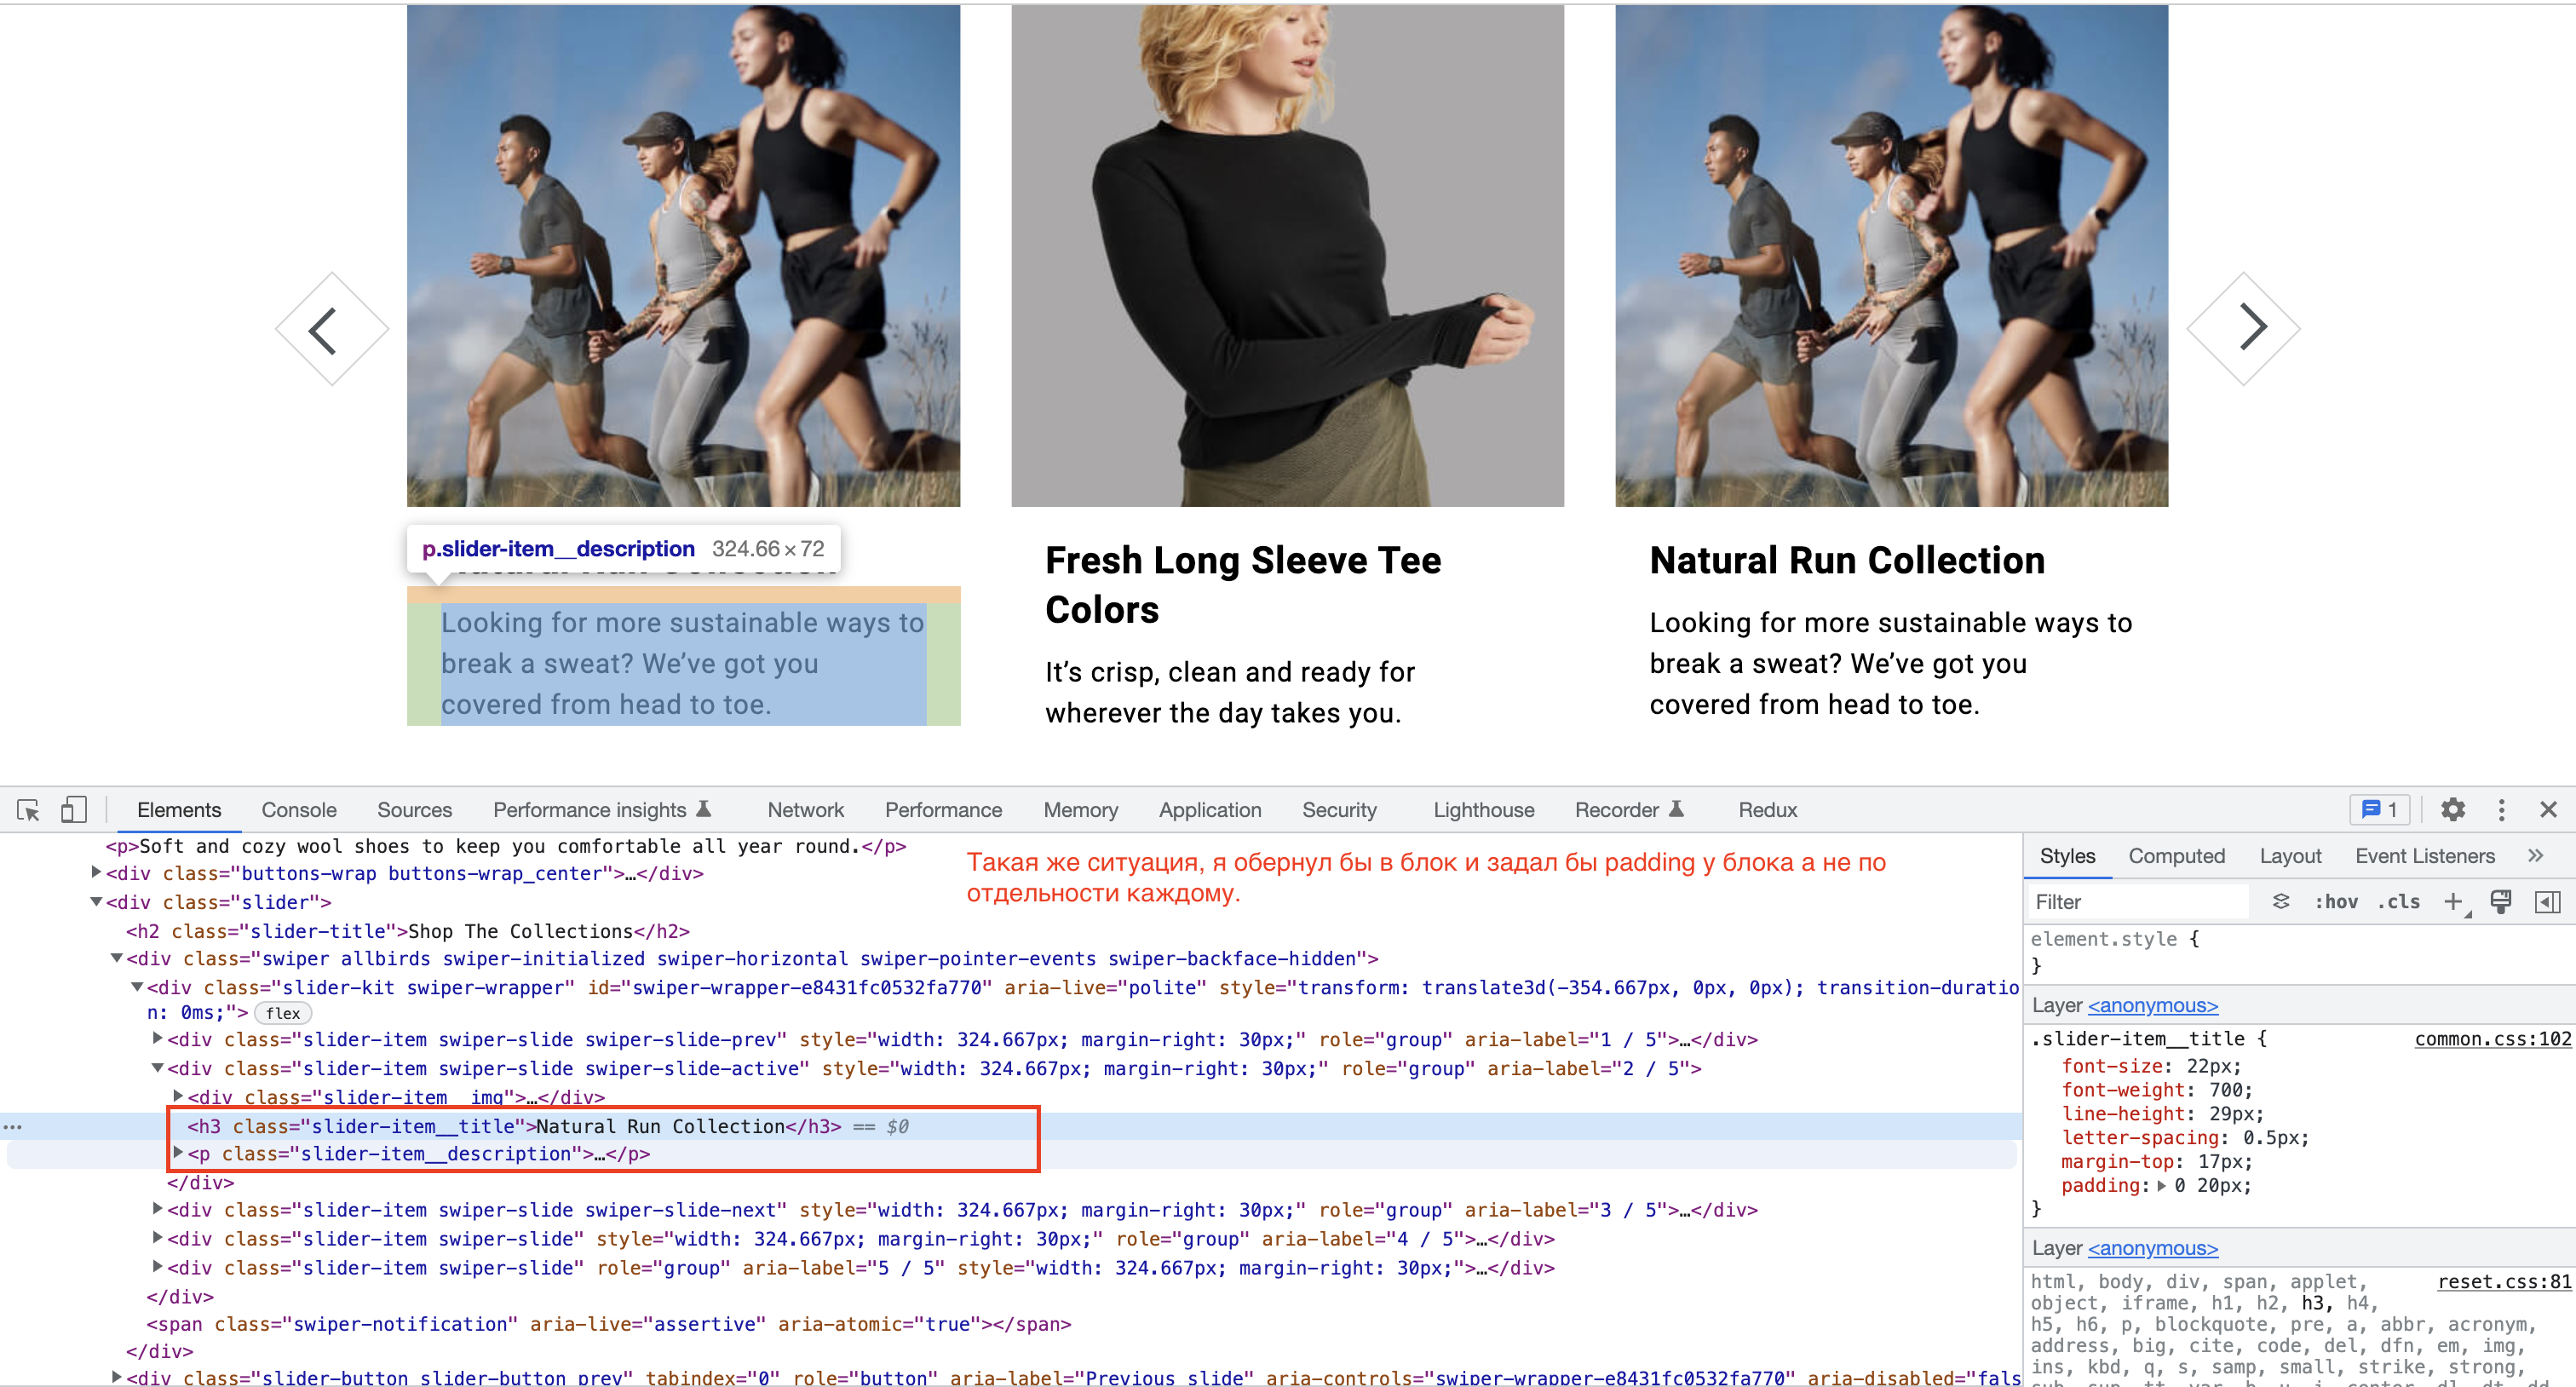 p.slider-item__description 324.66×72
Natural Run Collection
Looking for more sustainable ways to
break a sweat? We’ve got you
covered from head to toe.
Fresh Long Sleeve Tee
Colors
It’s crisp, clean and ready for
wherever the day takes you.
Natural Run Collection
Looking for more sustainable ways to
break a sweat? We’ve got you
covered from head to toe.
Elements Console Sources Performance insights Network Performance Memory Application Security Lighthouse Recorder Redux 1
<p>Soft and cozy wool shoes to keep you comfortable all year round.</p>
<div class="buttons-wrap buttons-wrap_center">…</div>
<div class="slider">
<h2 class="slider-title">Shop The Collections</h2>
<div class="swiper allbirds swiper-initialized swiper-horizontal swiper-pointer-events swiper-backface-hidden">
<div class="slider-kit swiper-wrapper" id="swiper-wrapper-e8431fc0532fa770" aria-live="polite" style="transform: translate3d(-354.667px, 0px, 0px); transition-duratio
n: 0ms;"> flex
<div class="slider-item swiper-slide swiper-slide-prev" style="width: 324.667px; margin-right: 30px;" role="group" aria-label="1 / 5">…</div>
<div class="slider-item swiper-slide swiper-slide-active" style="width: 324.667px; margin-right: 30px;" role="group" aria-label="2 / 5">
<div class="slider-item__img">…</div>
<h3 class="slider-item__title">Natural Run Collection</h3> == $0
<p class="slider-item__description">…</p>
</div>
<div class="slider-item swiper-slide swiper-slide-next" style="width: 324.667px; margin-right: 30px;" role="group" aria-label="3 / 5">…</div>
<div class="slider-item swiper-slide" style="width: 324.667px; margin-right: 30px;" role="group" aria-label="4 / 5">…</div>
<div class="slider-item swiper-slide" role="group" aria-label="5 / 5" style="width: 324.667px; margin-right: 30px;">…</div>
</div>
<span class="swiper-notification" aria-live="assertive" aria-atomic="true"></span>
</div>
<div class="slider-button slider-button_prev" tabindex="0" role="button" aria-label="Previous slide" aria-controls="swiper-wrapper-e8431fc0532fa770" aria-disabled="fals
Такая же ситуация, я обернул бы в блок и задал бы padding у блока а не по
отдельности каждому.
Styles Computed Layout Event Listeners
Filter :hov .cls
element.style {
}
Layer <anonymous>
.slider-item__title { common.css:102
font-size: 22px;
font-weight: 700;
line-height: 29px;
letter-spacing: 0.5px;
margin-top: 17px;
padding: 0 20px;
}
Layer <anonymous>
html, body, div, span, applet, reset.css:81
object, iframe, h1, h2, h3, h4,
h5, h6, p, blockquote, pre, a, abbr, acronym,
address, big, cite, code, del, dfn, em, img,
ins, kbd, q, s, samp, small, strike, strong,
sub, sup, tt, var, b, u, i, center, dl, dt, dd